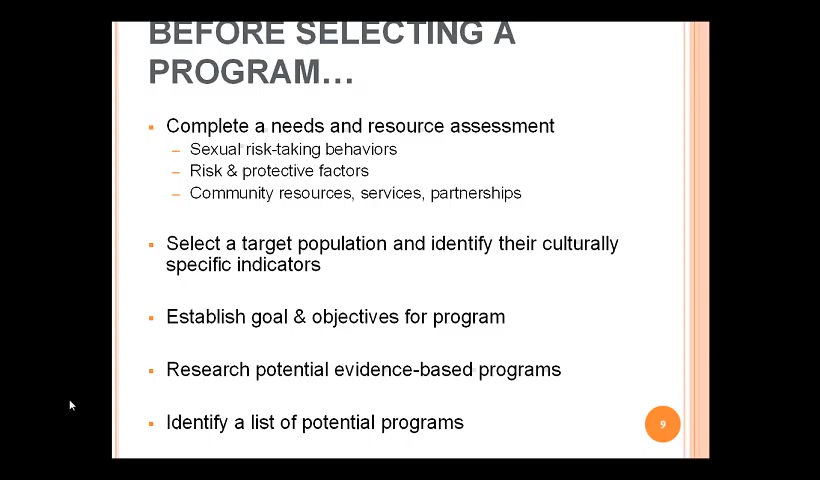 BEFORE SELECTING A
PROGRAM…
▪ Complete a needs and resource assessment
– Sexual risk-taking behaviors
– Risk & protective factors
– Community resources, services, partnerships
▪ Select a target population and identify their culturally
specific indicators
▪ Establish goal & objectives for program
▪ Research potential evidence-based programs
▪ Identify a list of potential programs
9